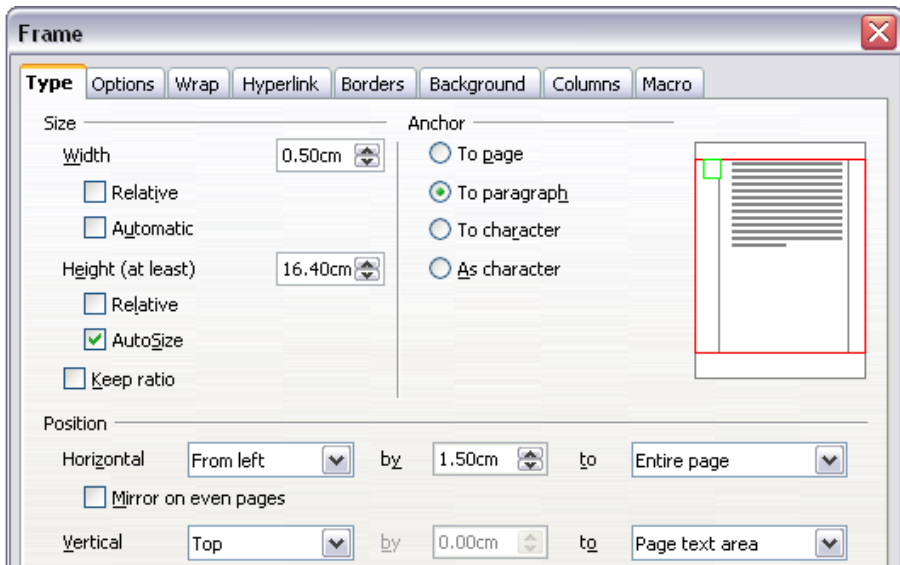 Frame
Type Options Wrap Hyperlink Borders Background Columns Macro
Size Anchor
Width 0.50cm To page
Relative To paragraph
Automatic To character
Height (at least) 16.40cm As character
Relative
AutoSize
Keep ratio
Position
Horizontal From left by 1.50cm to Entire page
Mirror on even pages
Vertical Top by 0.00cm to Page text area